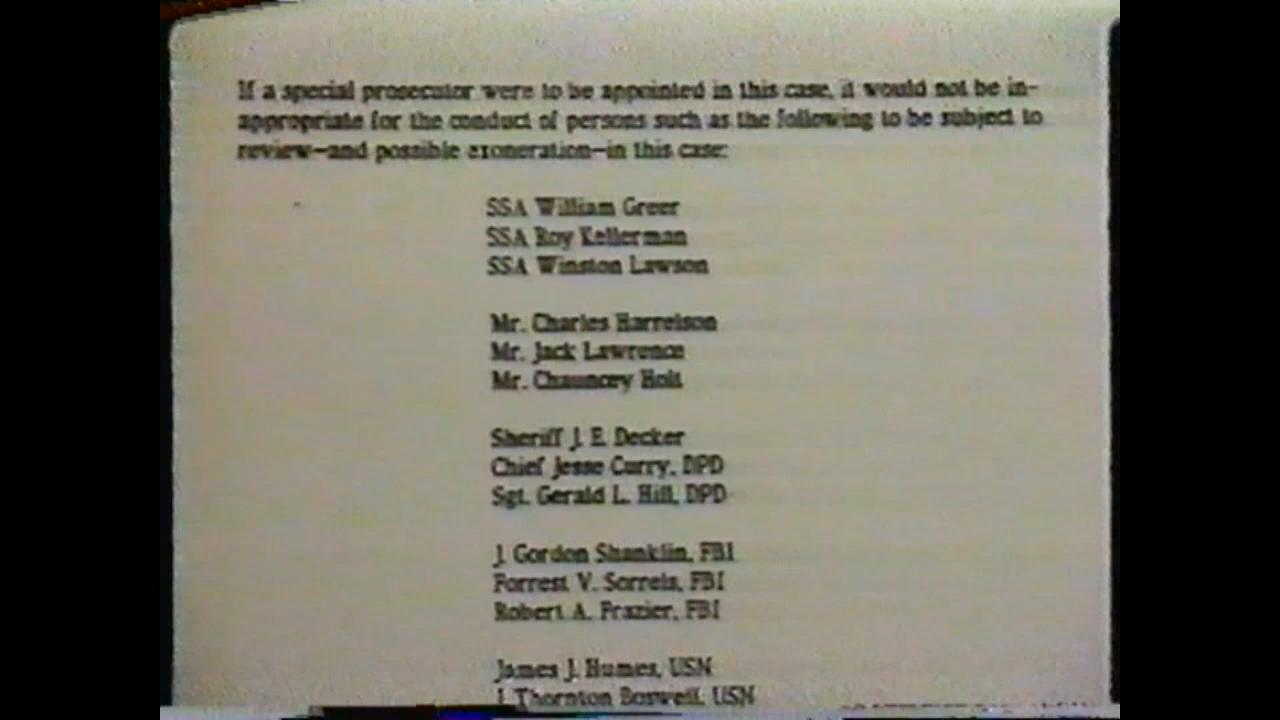 If a special prosecutor were to be appointed in this case, it would not be in-
appropriate for the conduct of persons such as the following to be subject to
review—and possible exoneration—in this case:
SSA William Greer
SSA Roy Kellerman
SSA Winston Lawson
Mr. Charles Harrelson
Mr. Jack Lawrence
Mr. Chauncey Holt
Sheriff J. E. Decker
Chief Jesse Curry, DPD
Sgt. Gerald L. Hill, DPD
J. Gordon Shanklin, FBI
Forrest V. Sorrels, FBI
Robert A. Frazier, FBI
James J. Humes, USN
J. Thornton Boswell, USN